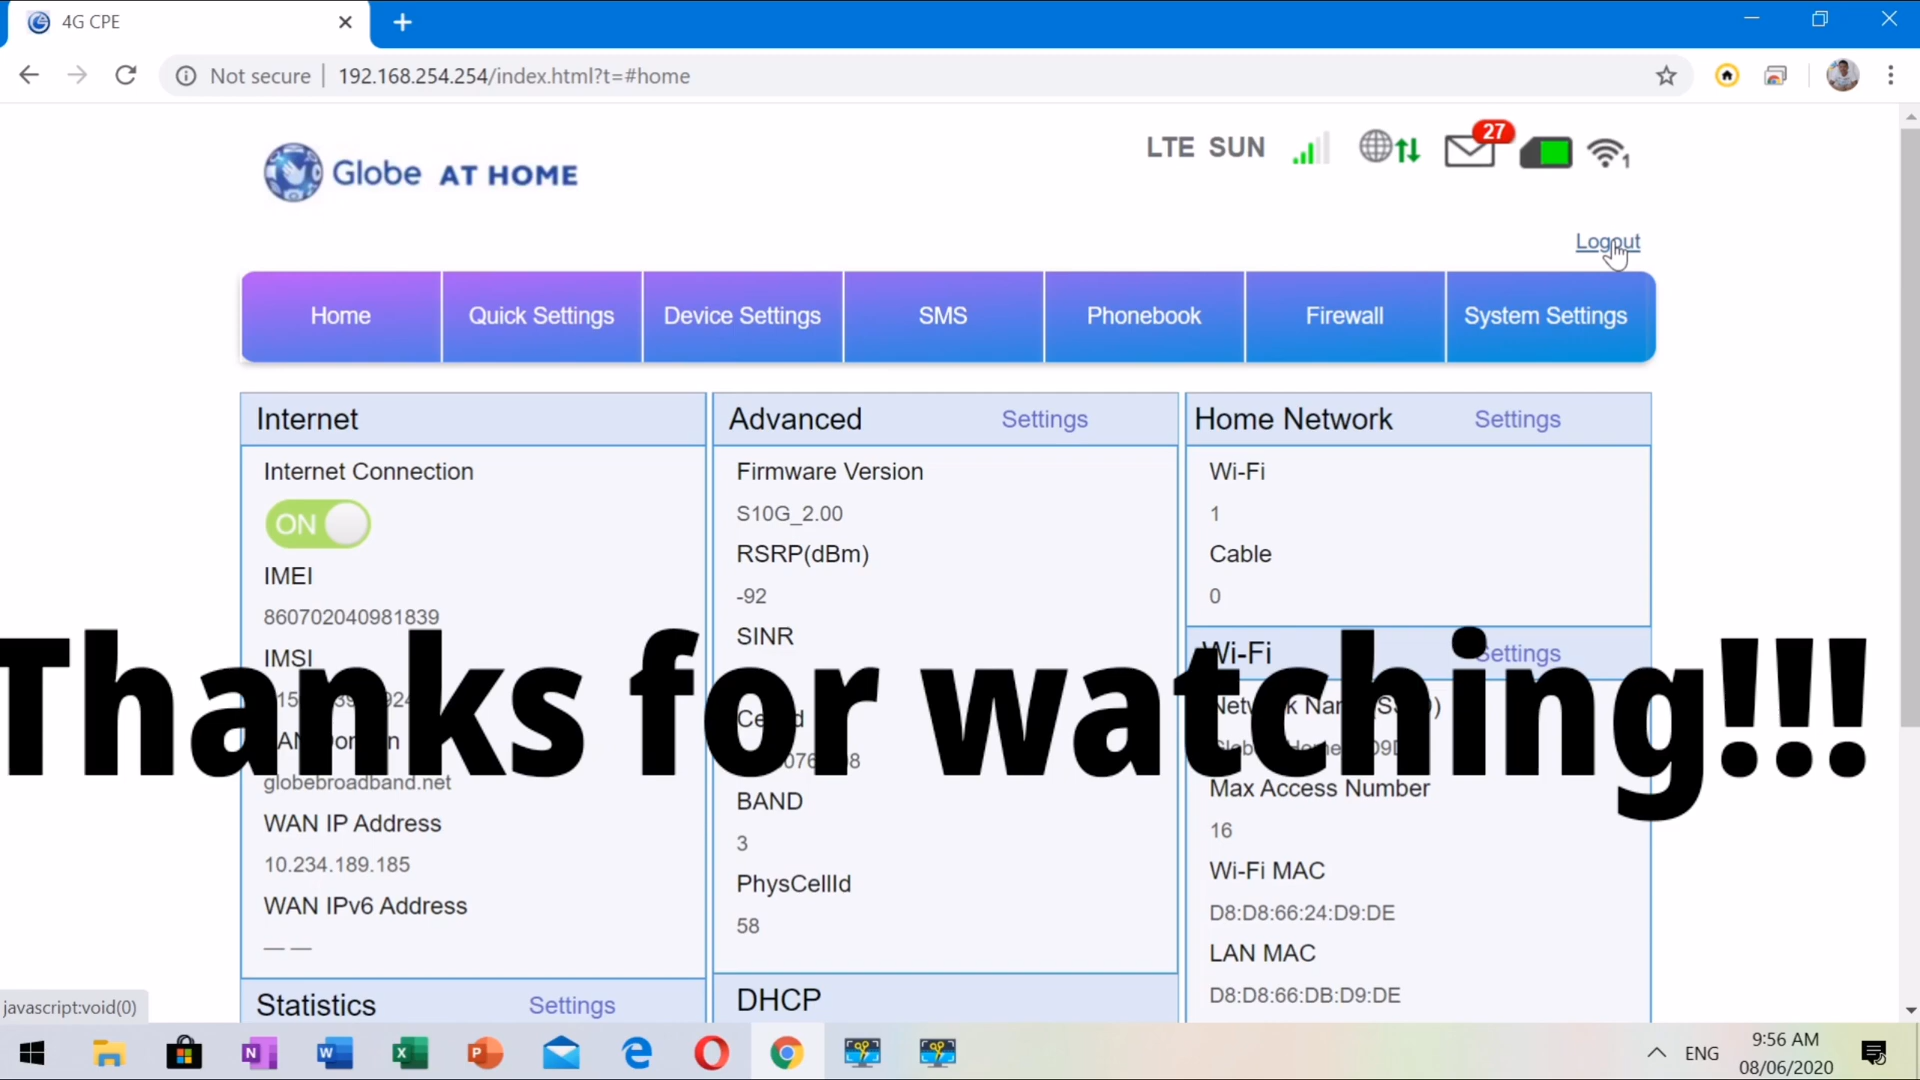 4G CPE
Not secure 192.168.254.254/index.html?t=#home
LTE SUN 27 1
Globe AT HOME
Logout
Home Quick Settings Device Settings SMS Phonebook Firewall System Settings
Internet
Internet Connection
ON
IMEI
860702040981839
IMSI
globebroadband.net
WAN IP Address
10.234.189.185
WAN IPv6 Address
— —
Statistics Settings
Advanced Settings
Firmware Version
S10G_2.00
RSRP(dBm)
-92
SINR
BAND
3
PhysCellId
58
DHCP
Home Network Settings
Wi-Fi
1
Cable
0
Wi-Fi Settings
Max Access Number
16
Wi-Fi MAC
D8:D8:66:24:D9:DE
LAN MAC
D8:D8:66:DB:D9:DE
Thanks for watching!!!
javascript:void(0)
ENG
9:56 AM
08/06/2020